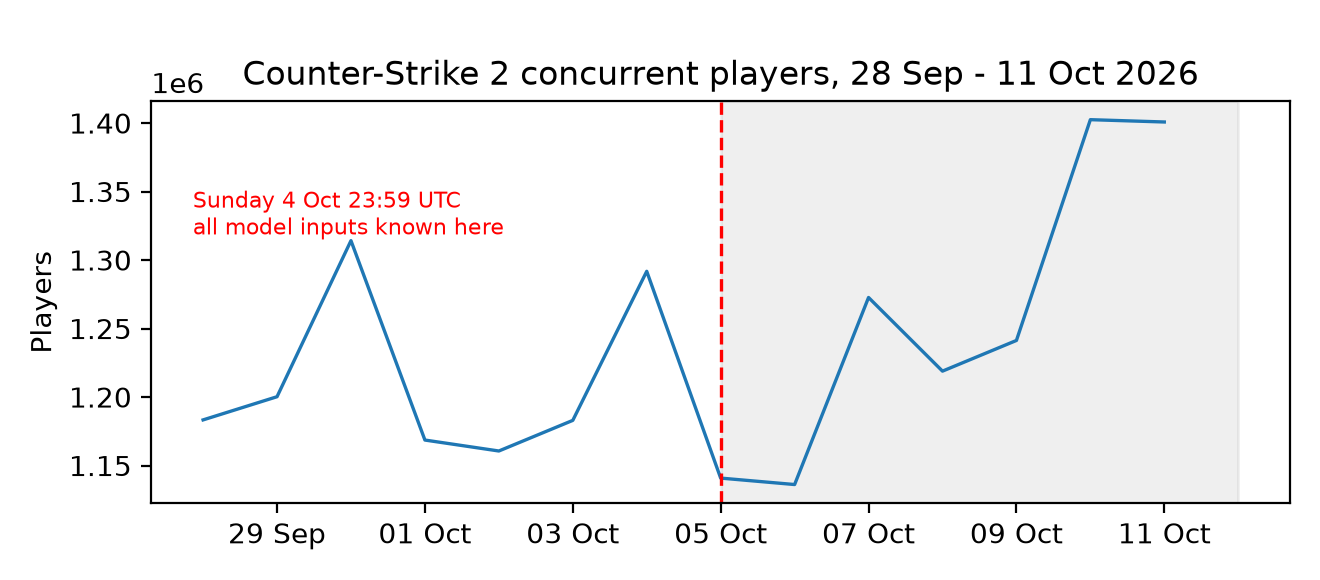 Counter-Strike 2 concurrent players, 28 Sep - 11 Oct 2026
1e6
1.40
1.35
1.30
1.25
1.20
1.15
Players
Sunday 4 Oct 23:59 UTC
all model inputs known here
29 Sep
01 Oct
03 Oct
05 Oct
07 Oct
09 Oct
11 Oct